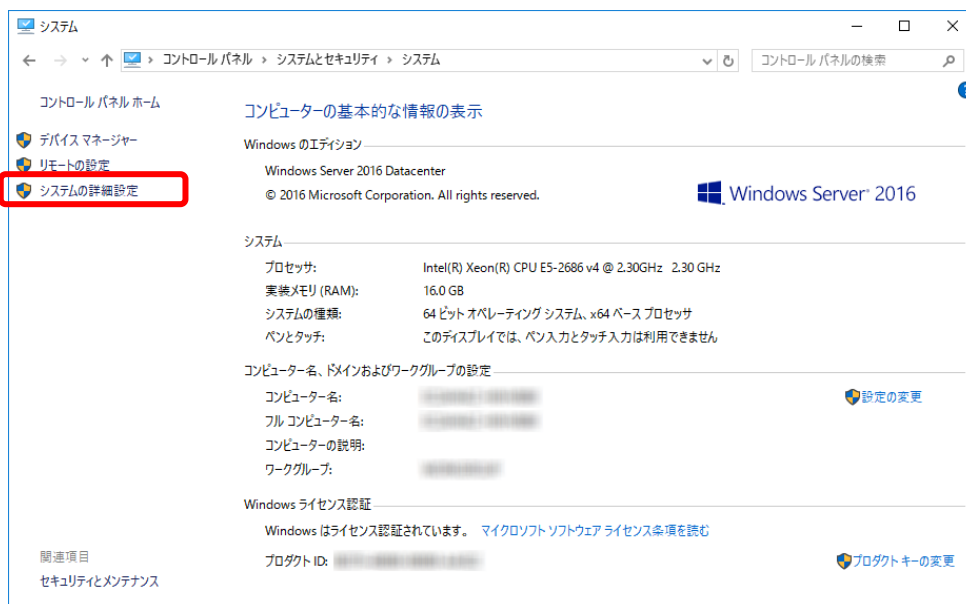 システム
コントロール パネル › システムとセキュリティ › システム
コントロール パネルの検索
コントロール パネル ホーム
デバイス マネージャー
リモートの設定
システムの詳細設定
コンピューターの基本的な情報の表示
Windows のエディション
Windows Server 2016 Datacenter
© 2016 Microsoft Corporation. All rights reserved.
Windows Server® 2016
システム
プロセッサ: Intel(R) Xeon(R) CPU E5-2686 v4 @ 2.30GHz 2.30 GHz
実装メモリ (RAM): 16.0 GB
システムの種類: 64 ビット オペレーティング システム、x64 ベース プロセッサ
ペンとタッチ: このディスプレイでは、ペン入力とタッチ入力は利用できません
コンピューター名、ドメインおよびワークグループの設定
コンピューター名: 設定の変更
フル コンピューター名:
コンピューターの説明:
ワークグループ:
Windows ライセンス認証
Windows はライセンス認証されています。 マイクロソフト ソフトウェア ライセンス条項を読む
プロダクト ID: プロダクト キーの変更
関連項目
セキュリティとメンテナンス